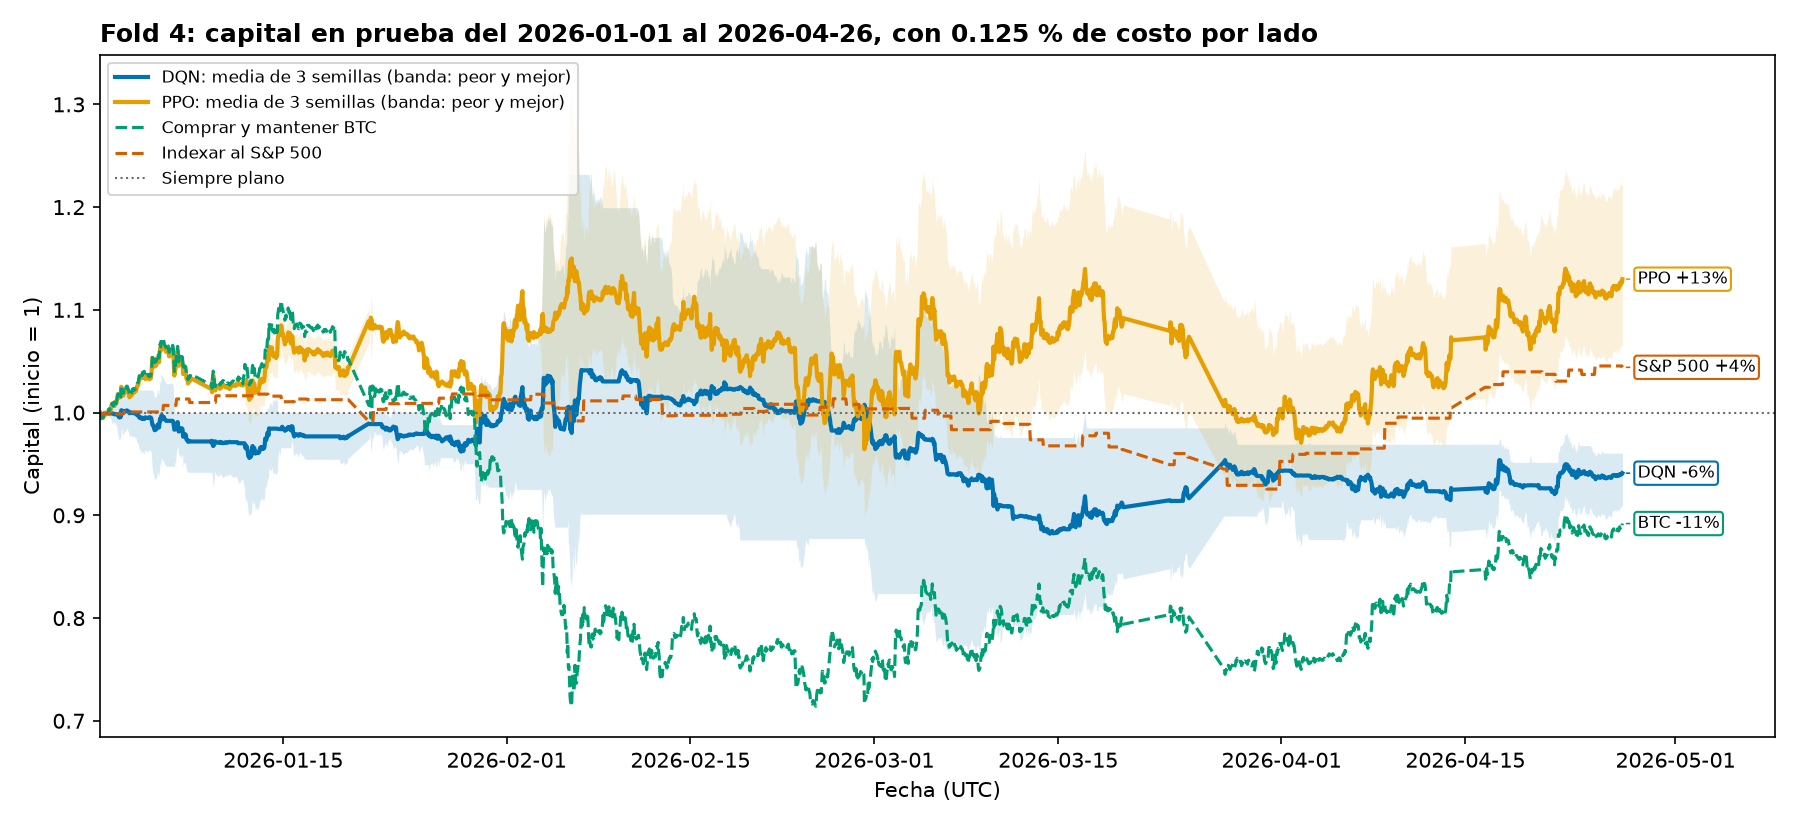 Fold 4: capital en prueba del 2026-01-01 al 2026-04-26, con 0.125 % de costo por lado
DQN: media de 3 semillas (banda: peor y mejor)
PPO: media de 3 semillas (banda: peor y mejor)
Comprar y mantener BTC
Indexar al S&P 500
Siempre plano
Capital (inicio = 1)
1.3
1.2
1.1
1.0
0.9
0.8
0.7
PPO +13%
S&P 500 +4%
DQN -6%
BTC -11%
2026-01-15
2026-02-01
2026-02-15
2026-03-01
2026-03-15
2026-04-01
2026-04-15
2026-05-01
Fecha (UTC)